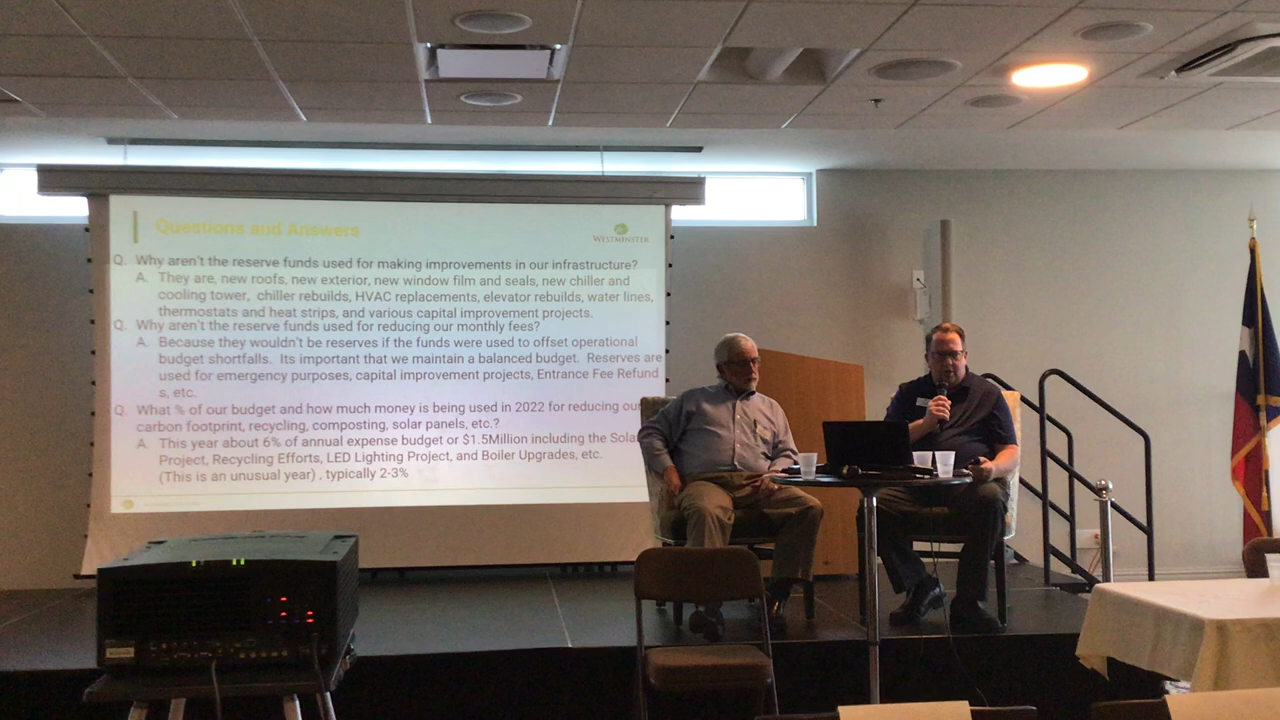 Questions and Answers
WESTMINSTER
Q. Why aren't the reserve funds used for making improvements in our infrastructure?
A. They are, new roofs, new exterior, new window film and seals, new chiller and
cooling tower, chiller rebuilds, HVAC replacements, elevator rebuilds, water lines,
thermostats and heat strips, and various capital improvement projects.
Q. Why aren't the reserve funds used for reducing our monthly fees?
A. Because they wouldn't be reserves if the funds were used to offset operational
budget shortfalls. Its important that we maintain a balanced budget. Reserves are
used for emergency purposes, capital improvement projects, Entrance Fee Refund
s, etc.
Q. What % of our budget and how much money is being used in 2022 for reducing our
carbon footprint, recycling, composting, solar panels, etc.?
A. This year about 6% of annual expense budget or $1.5Million including the Solar
Project, Recycling Efforts, LED Lighting Project, and Boiler Upgrades, etc.
(This is an unusual year) , typically 2-3%